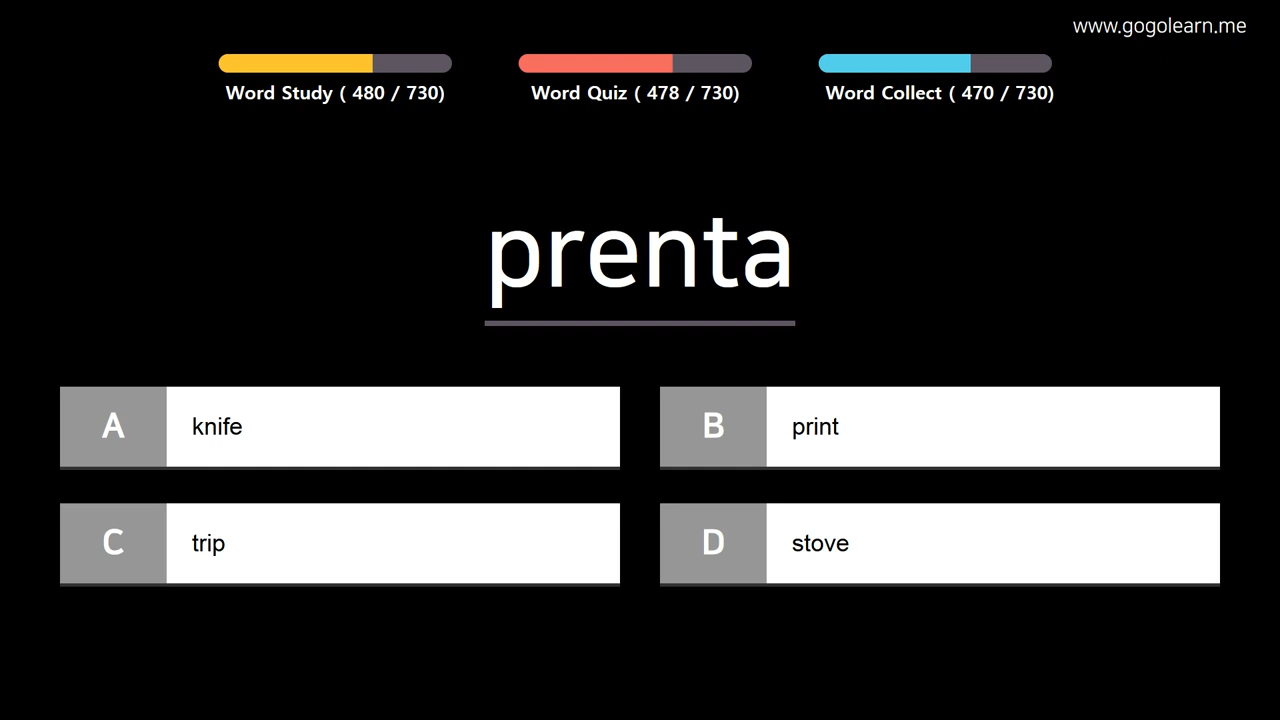 www.gogolearn.me
Word Study ( 480 / 730)
Word Quiz ( 478 / 730)
Word Collect ( 470 / 730)
prenta
A knife
B print
C trip
D stove